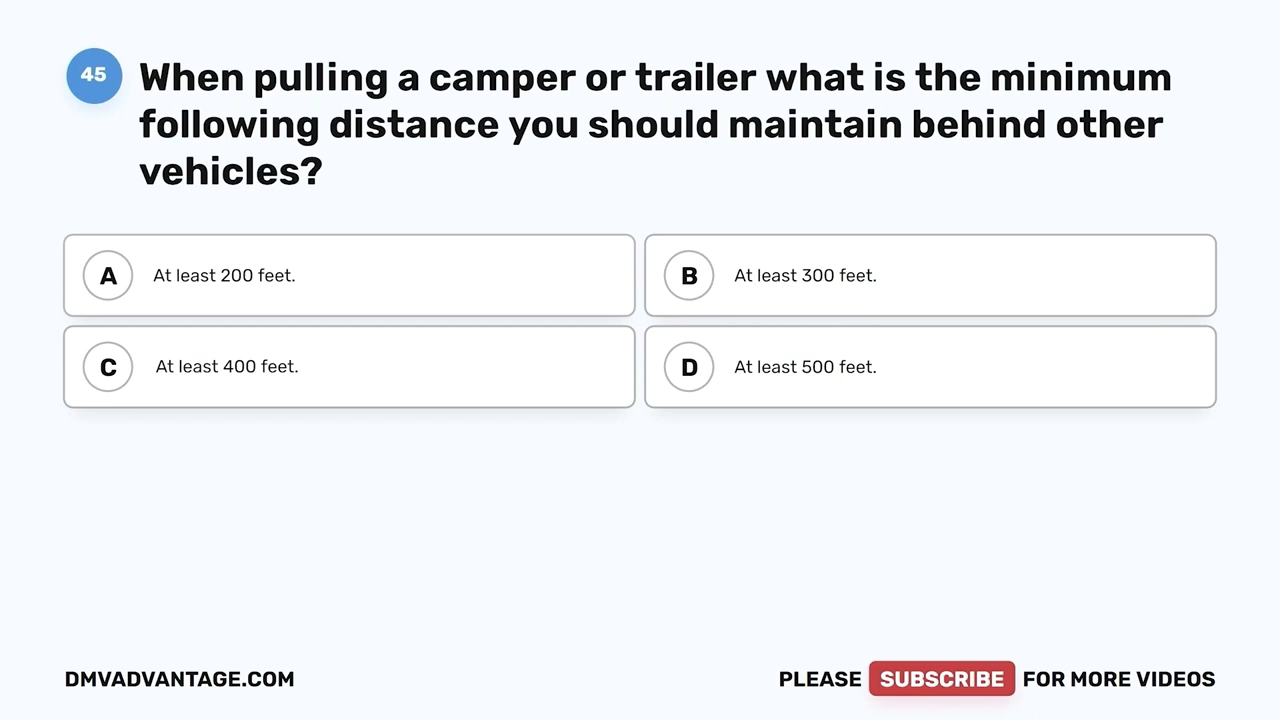 45
When pulling a camper or trailer what is the minimum
following distance you should maintain behind other
vehicles?
A At least 200 feet.
B At least 300 feet.
C At least 400 feet.
D At least 500 feet.
DMVADVANTAGE.COM
PLEASE SUBSCRIBE FOR MORE VIDEOS